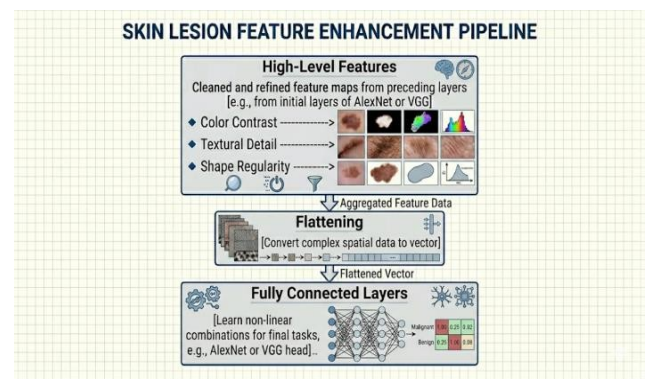 SKIN LESION FEATURE ENHANCEMENT PIPELINE
High-Level Features
Cleaned and refined feature maps from preceding layers
[e.g., from initial layers of AlexNet or VGG]
◆ Color Contrast ------------>
◆ Textural Detail ----------->
◆ Shape Regularity --------->
Aggregated Feature Data
Flattening
[Convert complex spatial data to vector]
Flattened Vector
Fully Connected Layers
[Learn non-linear
combinations for final tasks,
e.g., AlexNet or VGG head]...
Malignant
Benign